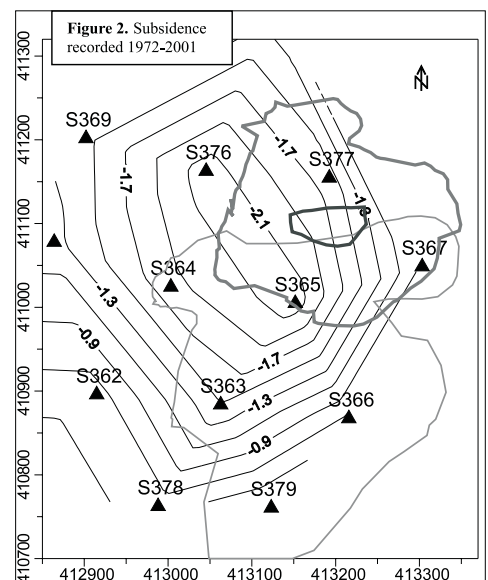 Figure 2. Subsidence
recorded 1972-2001
N
411300
411200
411100
411000
410900
410800
410700
S369
S376
S377
-1.7
-1.7
-1.3
-2.1
S367
S364
S365
-1.3
-0.9
-1.7
S362
S363
-1.3
S366
-0.9
S378
S379
412900
413000
413100
413200
413300